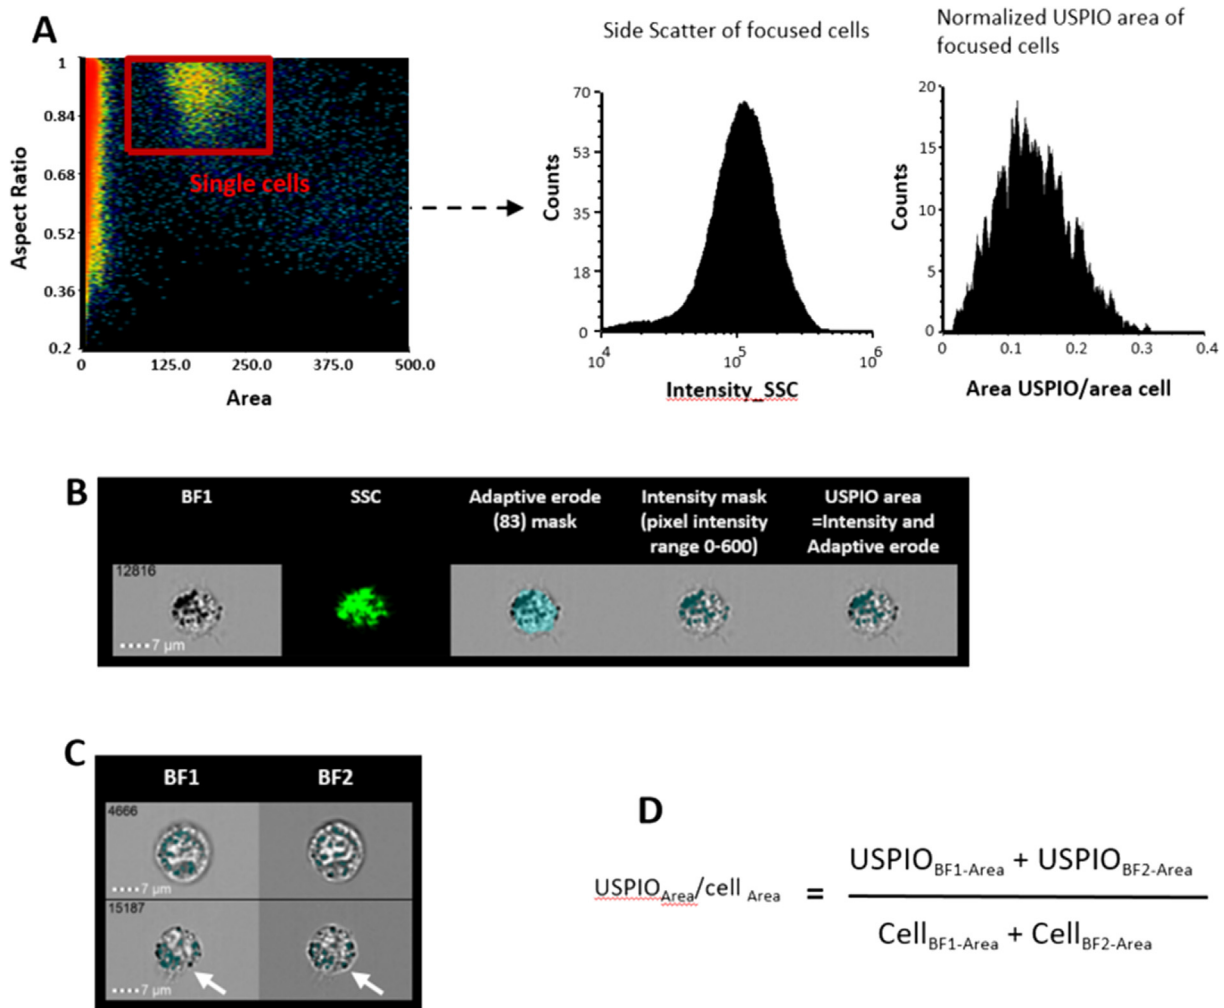 A
Aspect Ratio
1
0.84
0.68
0.52
0.36
0.2
0
125.0
250.0
375.0
500.0
Area
Single cells
Side Scatter of focused cells
Counts
70
53
35
18
0
10^4
10^5
10^6
Intensity_SSC
Normalized USPIO area of
focused cells
Counts
20
15
10
5
0
0
0.1
0.2
0.3
0.4
Area USPIO/area cell
B
BF1
SSC
Adaptive erode
(83) mask
Intensity mask
(pixel intensity
range 0-600)
USPIO area
=Intensity and
Adaptive erode
12816
7 µm
C
BF1
BF2
4666
7 µm
15187
7 µm
D
USPIO_Area/cell _Area = (USPIO_BF1-Area + USPIO_BF2-Area) / (Cell_BF1-Area + Cell_BF2-Area)